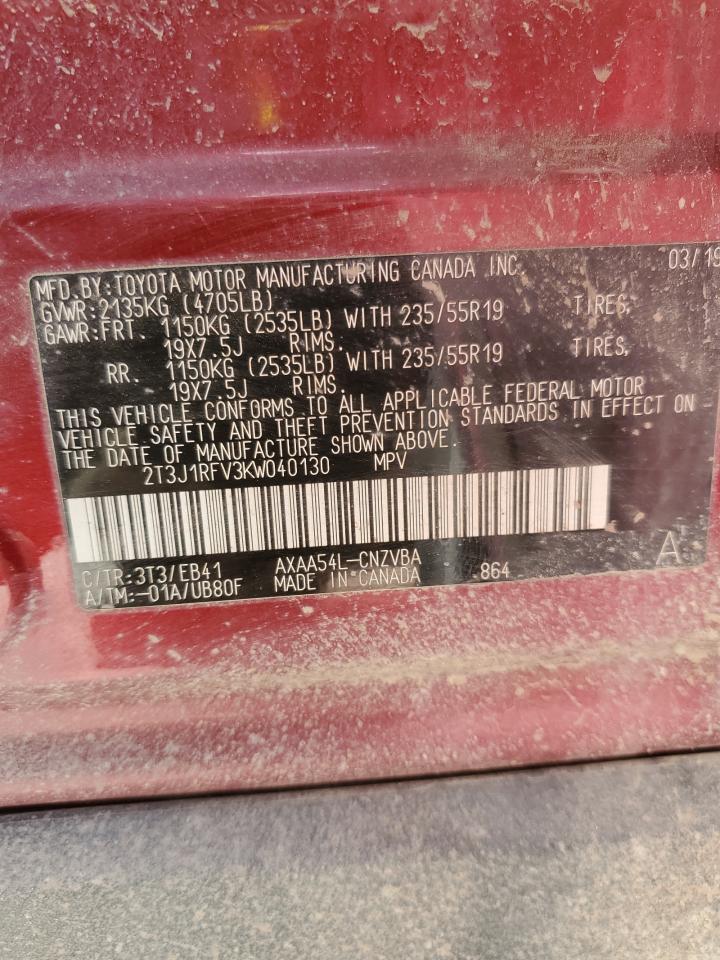 MFD.BY:TOYOTA MOTOR MANUFACTURING CANADA INC. 03/19
GVWR:2135KG (4705LB)
GAWR:FRT. 1150KG (2535LB) WITH 235/55R19 TIRES,
19X7.5J RIMS.
RR. 1150KG (2535LB) WITH 235/55R19 TIRES,
19X7.5J RIMS.
THIS VEHICLE CONFORMS TO ALL APPLICABLE FEDERAL MOTOR
VEHICLE SAFETY AND THEFT PREVENTION STANDARDS IN EFFECT ON
THE DATE OF MANUFACTURE SHOWN ABOVE.
2T3J1RFV3KW040130 MPV
C/TR:3T3/EB41 AXAA54L-CNZVBA
A/TM:-01A/UB80F MADE IN CANADA 864 A